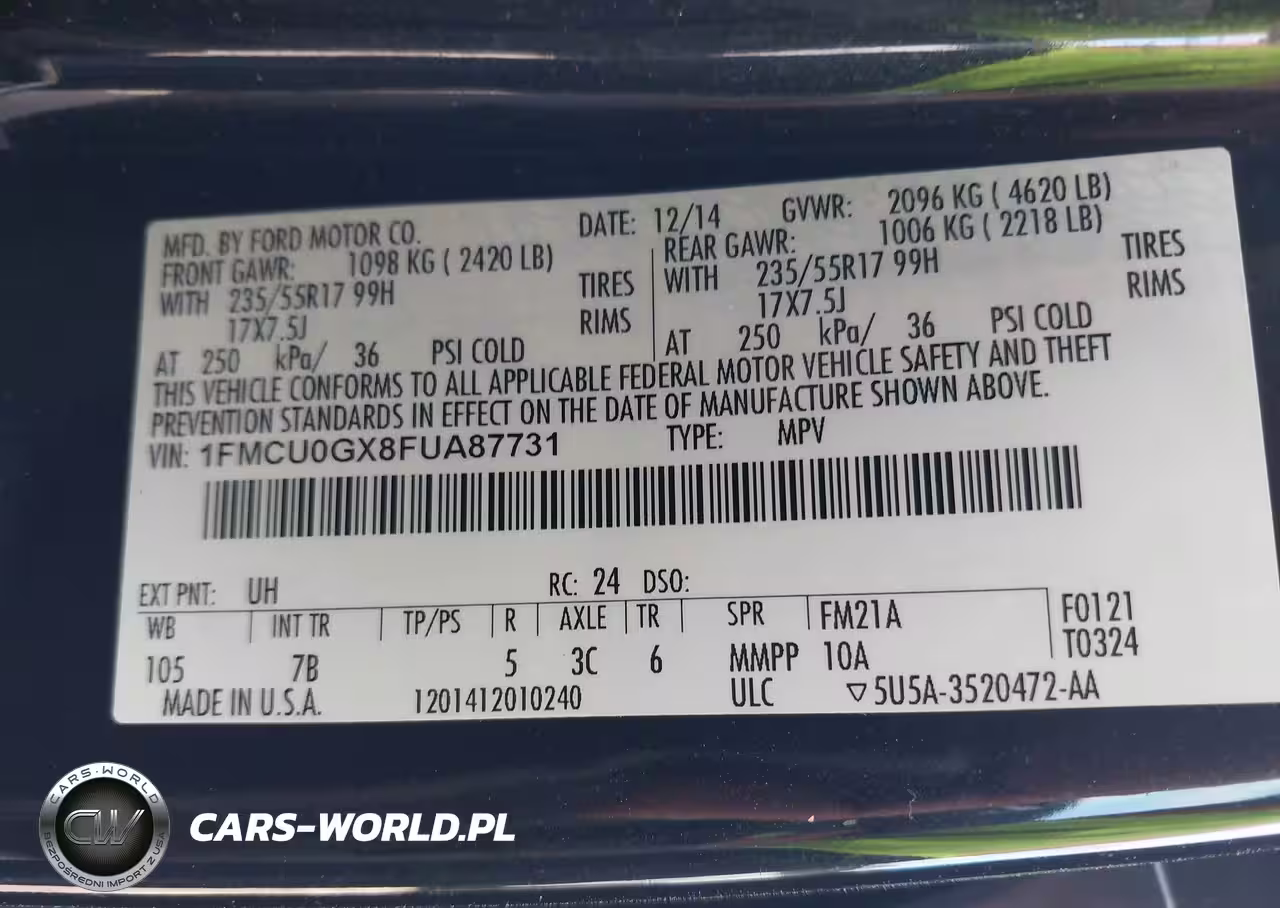 MFD. BY FORD MOTOR CO. DATE: 12/14 GVWR: 2096 KG ( 4620 LB)
FRONT GAWR: 1098 KG ( 2420 LB) REAR GAWR: 1006 KG ( 2218 LB)
WITH 235/55R17 99H TIRES WITH 235/55R17 99H TIRES
17X7.5J RIMS 17X7.5J RIMS
AT 250 kPa/ 36 PSI COLD AT 250 kPa/ 36 PSI COLD
THIS VEHICLE CONFORMS TO ALL APPLICABLE FEDERAL MOTOR VEHICLE SAFETY AND THEFT
PREVENTION STANDARDS IN EFFECT ON THE DATE OF MANUFACTURE SHOWN ABOVE.
VIN: 1FMCU0GX8FUA87731 TYPE: MPV
EXT PNT: UH RC: 24 DSO:
WB INT TR TP/PS R AXLE TR SPR FM21A F0121
105 7B 5 3C 6 MMPP 10A T0324
MADE IN U.S.A. 1201412010240 ULC ▽5U5A-3520472-AA
CARS-WORLD
CW
BEZPOŚREDNI IMPORT Z USA
CARS-WORLD.PL